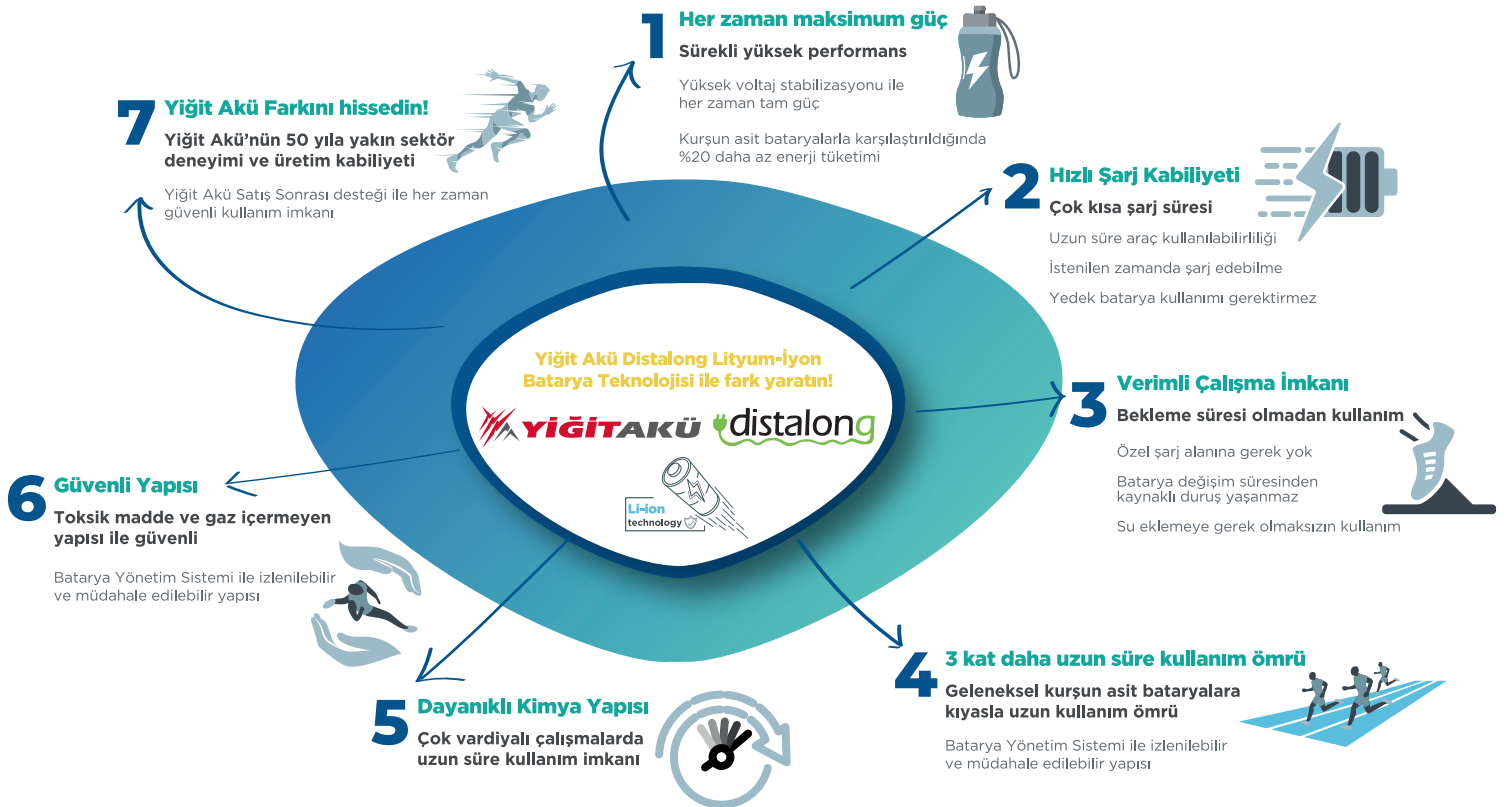 1
Her zaman maksimum güç
Sürekli yüksek performans
Yüksek voltaj stabilizasyonu ile
her zaman tam güç
Kurşun asit bataryalarla karşılaştırıldığında
%20 daha az enerji tüketimi
2
Hızlı Şarj Kabiliyeti
Çok kısa şarj süresi
Uzun süre araç kullanılabilirliliği
İstenilen zamanda şarj edebilme
Yedek batarya kullanımı gerektirmez
3
Verimli Çalışma İmkanı
Bekleme süresi olmadan kullanım
Özel şarj alanına gerek yok
Batarya değişim süresinden
kaynaklı duruş yaşanmaz
Su eklemeye gerek olmaksızın kullanım
4
3 kat daha uzun süre kullanım ömrü
Geleneksel kurşun asit bataryalara
kıyasla uzun kullanım ömrü
Batarya Yönetim Sistemi ile izlenilebilir
ve müdahale edilebilir yapısı
5
Dayanıklı Kimya Yapısı
Çok vardiyalı çalışmalarda
uzun süre kullanım imkanı
6
Güvenli Yapısı
Toksik madde ve gaz içermeyen
yapısı ile güvenli
Batarya Yönetim Sistemi ile izlenilebilir
ve müdahale edilebilir yapısı
7
Yiğit Akü Farkını hissedin!
Yiğit Akü’nün 50 yıla yakın sektör
deneyimi ve üretim kabiliyeti
Yiğit Akü Satış Sonrası desteği ile her zaman
güvenli kullanım imkanı
Yiğit Akü Distalong Lityum-İyon
Batarya Teknolojisi ile fark yaratın!
YİĞİTAKÜ distalong
Li-ion
technology